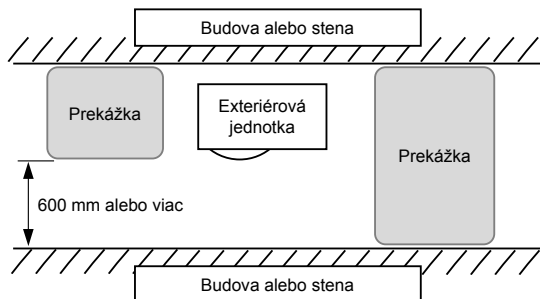 Budova alebo stena
Prekážka
Exteriérová
jednotka
Prekážka
600 mm alebo viac
Budova alebo stena